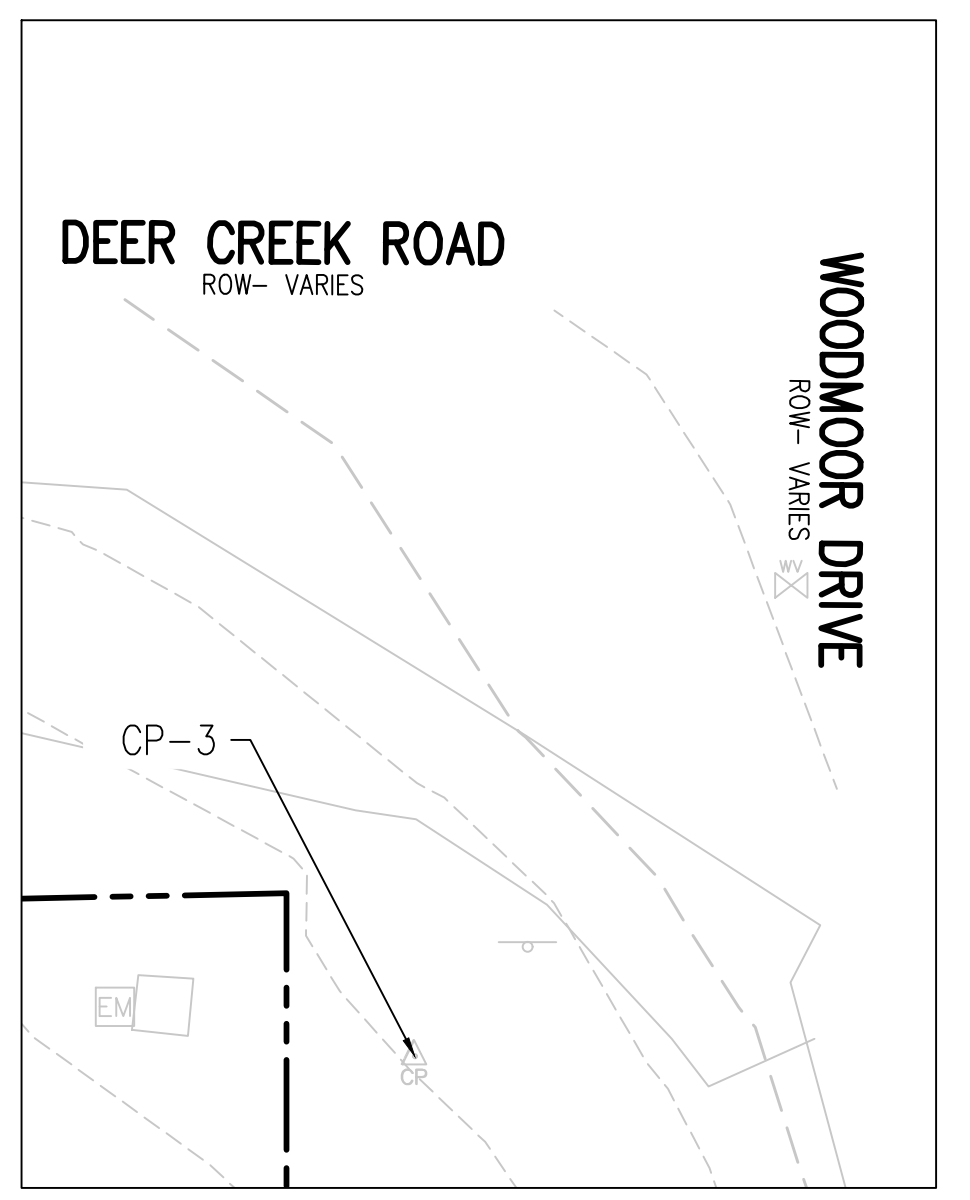 DEER CREEK ROAD
ROW- VARIES
WOODMOOR DRIVE
ROW- VARIES
WV
CP-3
EM
CP